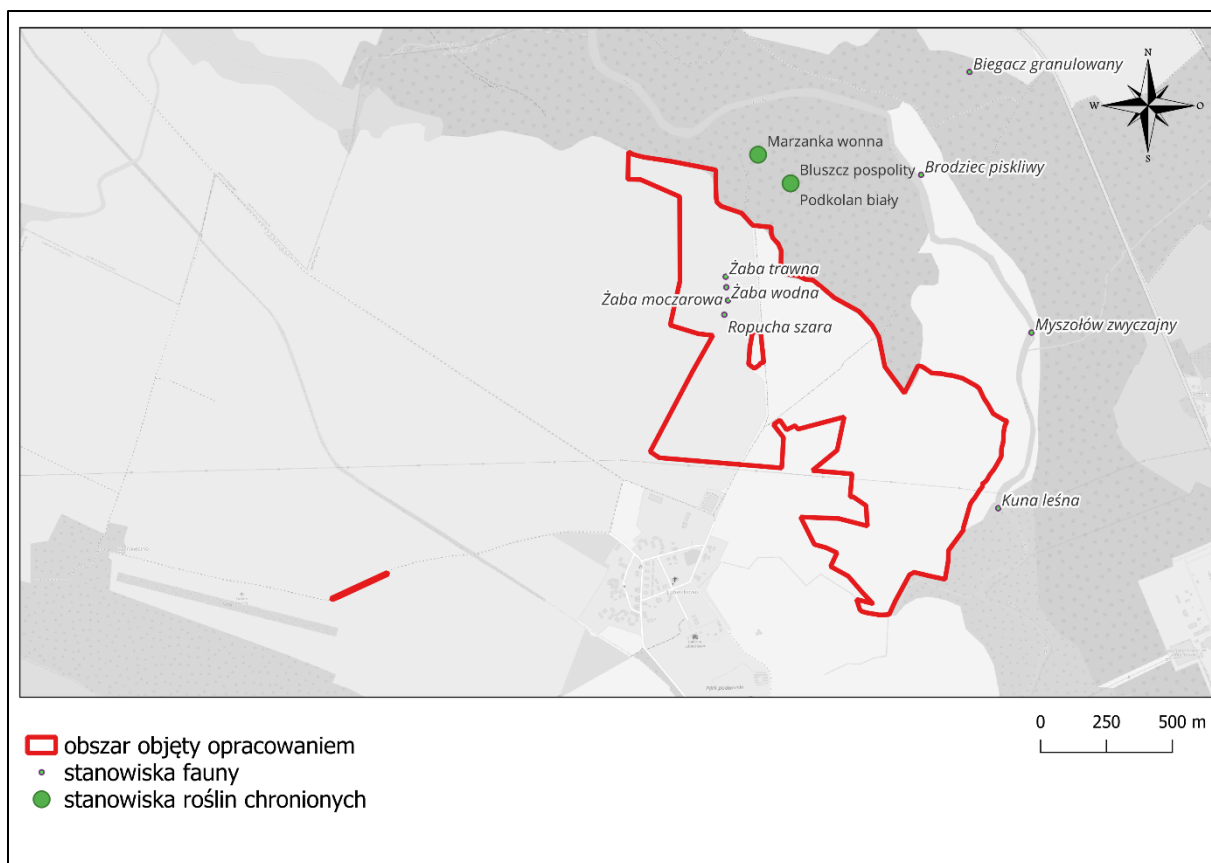 Biegacz granulowany
N
W
O
S
Marzanka wonna
Bluszcz pospolity
Brodziec piskliwy
Podkolan biały
Żaba trawna
Żaba moczarowa
Żaba wodna
Ropucha szara
Myszołów zwyczajny
Kuna leśna
0 250 500 m
obszar objęty opracowaniem
stanowiska fauny
stanowiska roślin chronionych